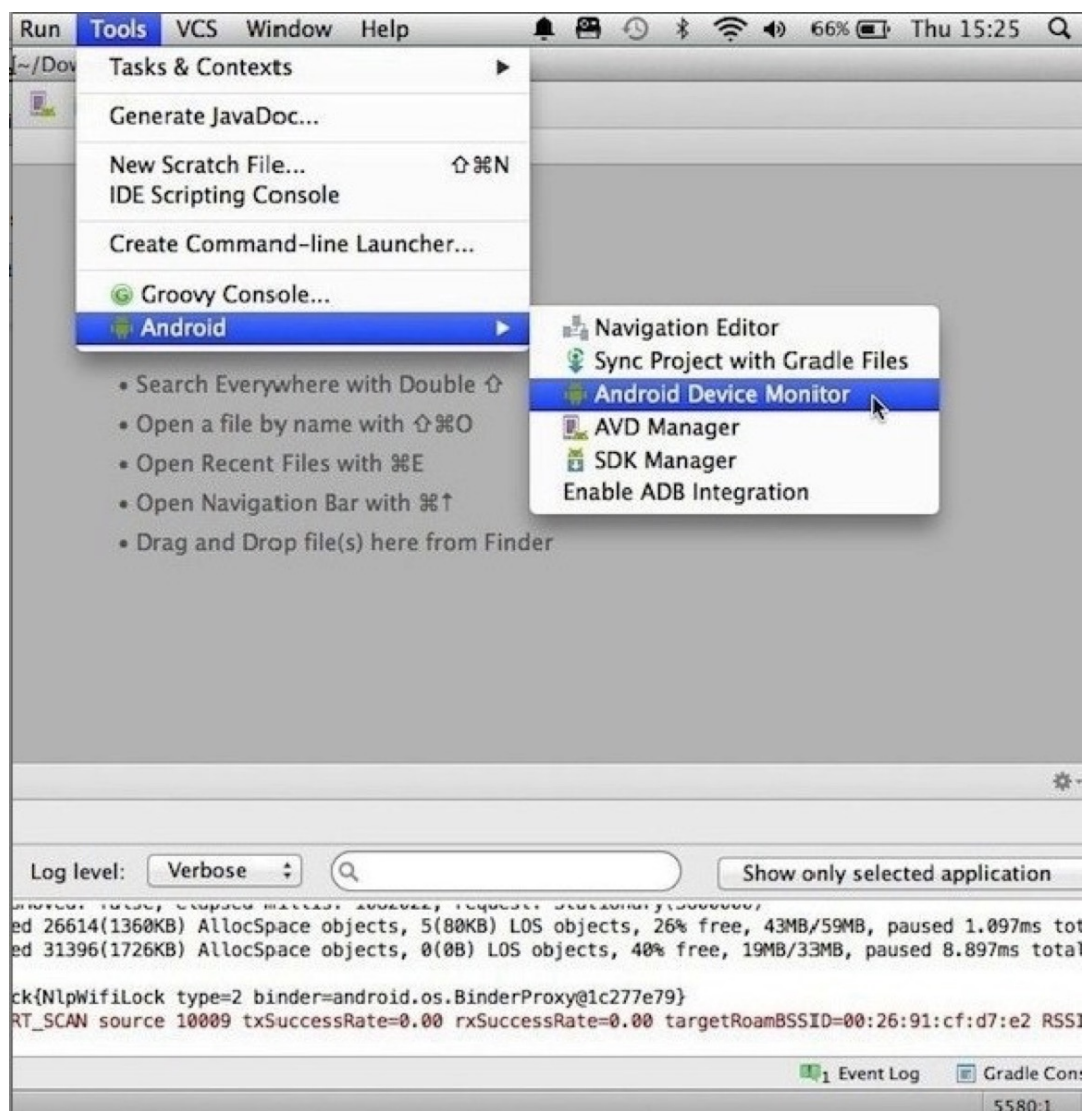 Run Tools VCS Window Help 66% Thu 15:25
[~/Dow
Tasks & Contexts
Generate JavaDoc...
New Scratch File... ⇧⌘N
IDE Scripting Console
Create Command-line Launcher...
Groovy Console...
Android
Navigation Editor
Sync Project with Gradle Files
Android Device Monitor
AVD Manager
SDK Manager
Enable ADB Integration
• Search Everywhere with Double ⇧
• Open a file by name with ⇧⌘O
• Open Recent Files with ⌘E
• Open Navigation Bar with ⌘↑
• Drag and Drop file(s) here from Finder
Log level: Verbose Show only selected application
ed 26614(1360KB) AllocSpace objects, 5(80KB) LOS objects, 26% free, 43MB/59MB, paused 1.097ms tot
ed 31396(1726KB) AllocSpace objects, 0(0B) LOS objects, 40% free, 19MB/33MB, paused 8.897ms total
ck{NlpWifiLock type=2 binder=android.os.BinderProxy@1c277e79}
RT_SCAN source 10009 txSuccessRate=0.00 rxSuccessRate=0.00 targetRoamBSSID=00:26:91:cf:d7:e2 RSSI
1 Event Log Gradle Cons
5580:1